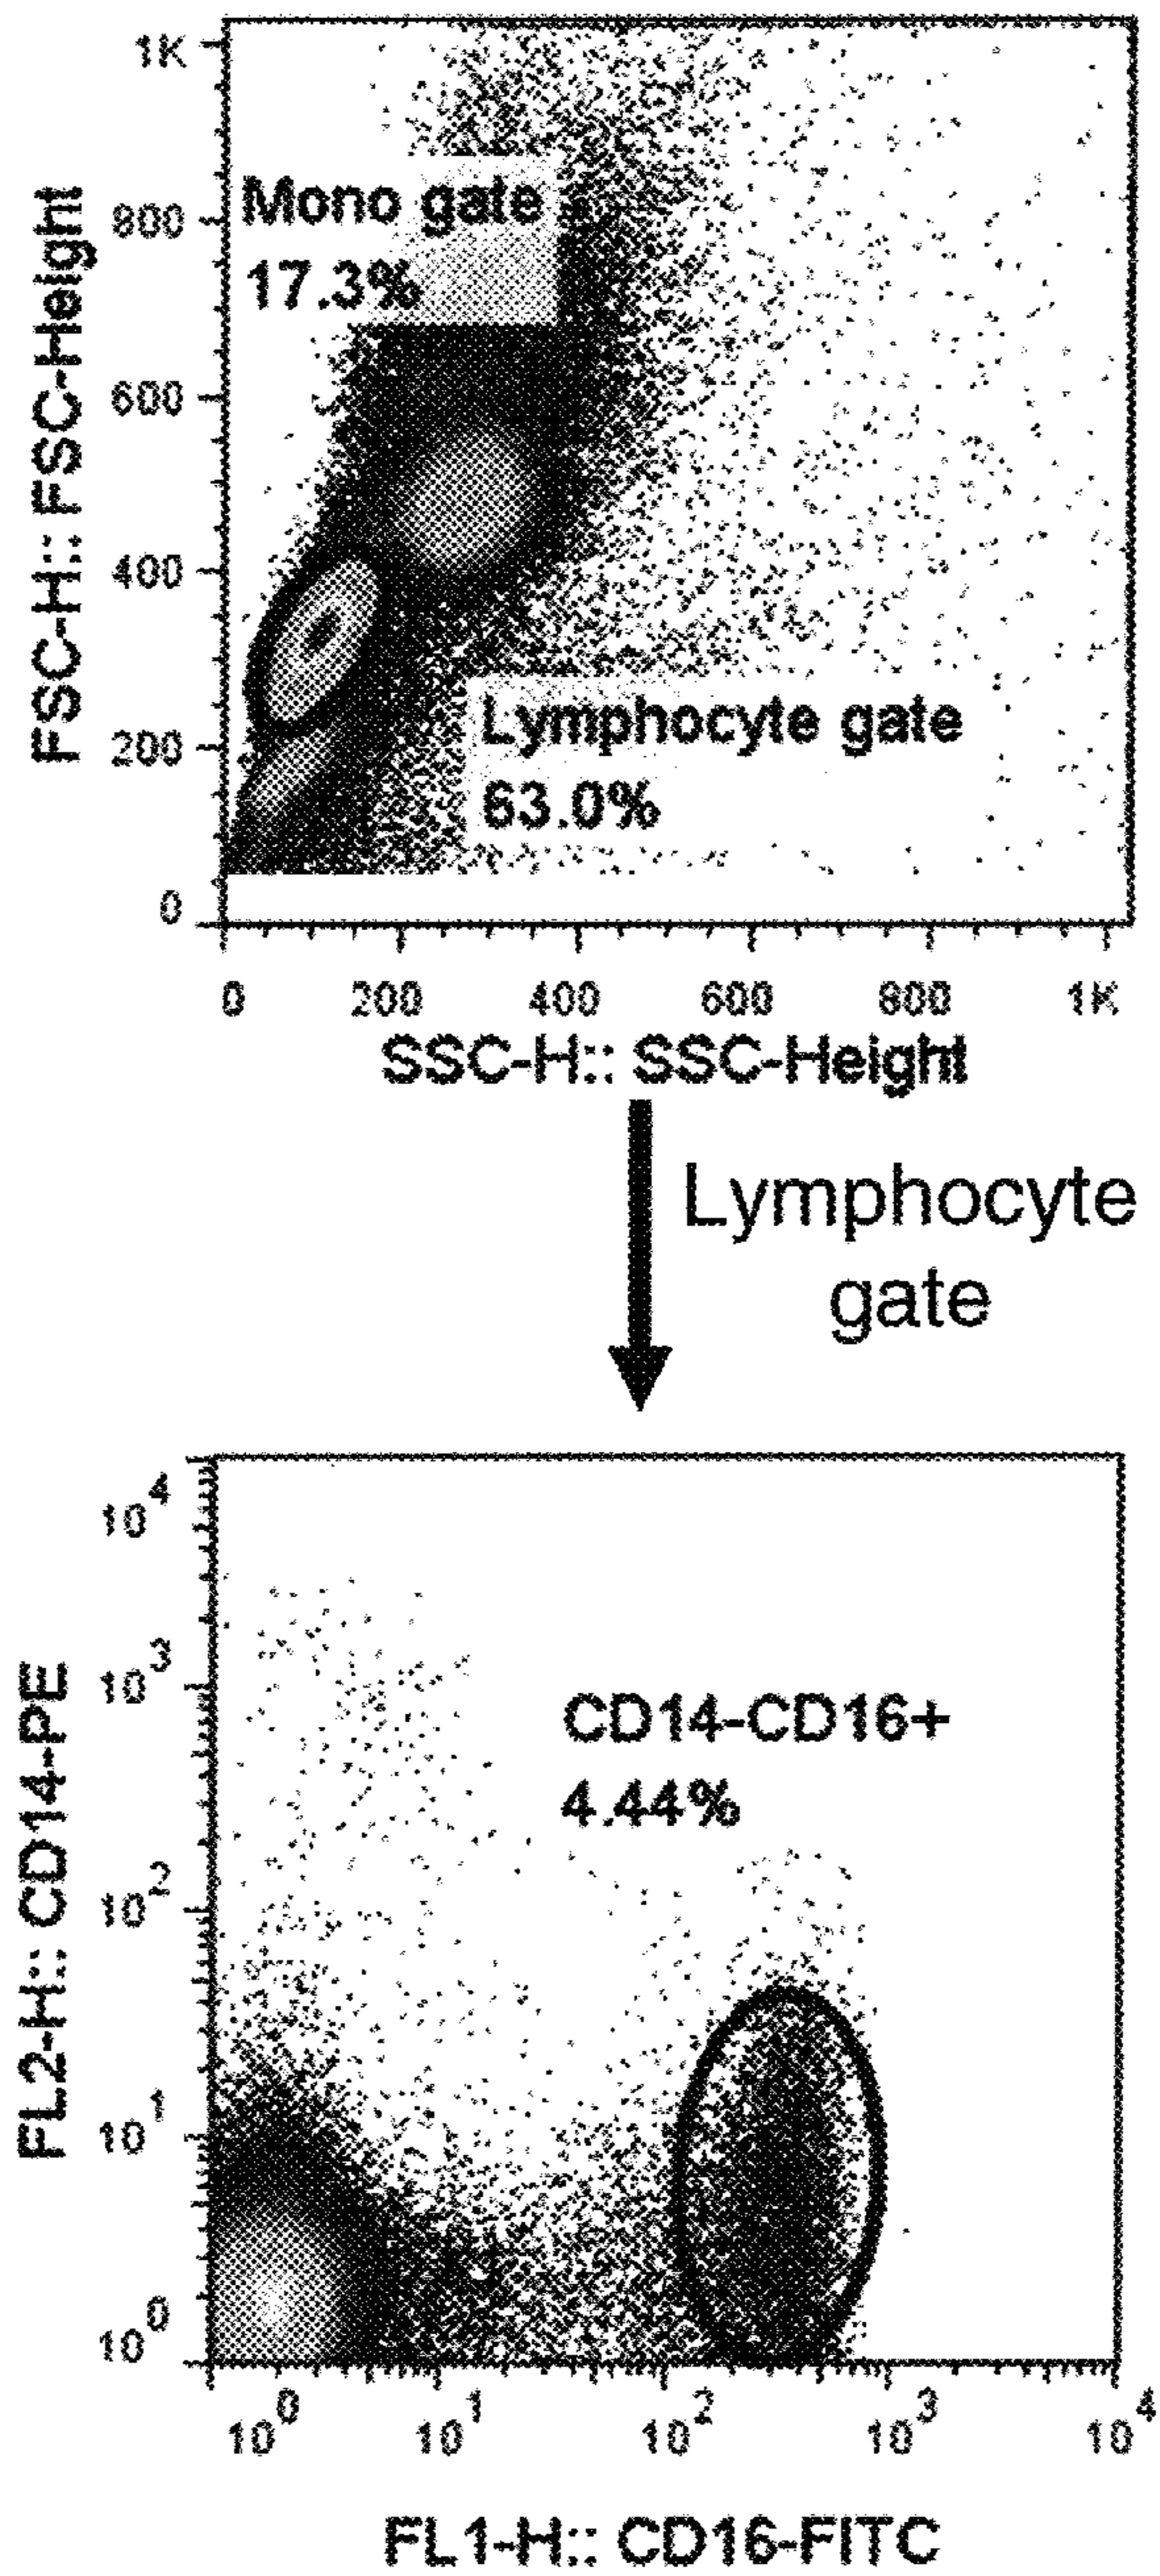 1K
Mono gate
800
17.3%
600
400
Lymphocyte gate
200
63.0%
0
FSC-H:: FSC-Height
0 200 400 600 800 1K
SSC-H:: SSC-Height
Lymphocyte
gate
10^4
10^3
CD14-CD16+
4.44%
10^2
10^1
10^0
FL2-H:: CD14-PE
10^0 10^1 10^2 10^3 10^4
FL1-H:: CD16-FITC